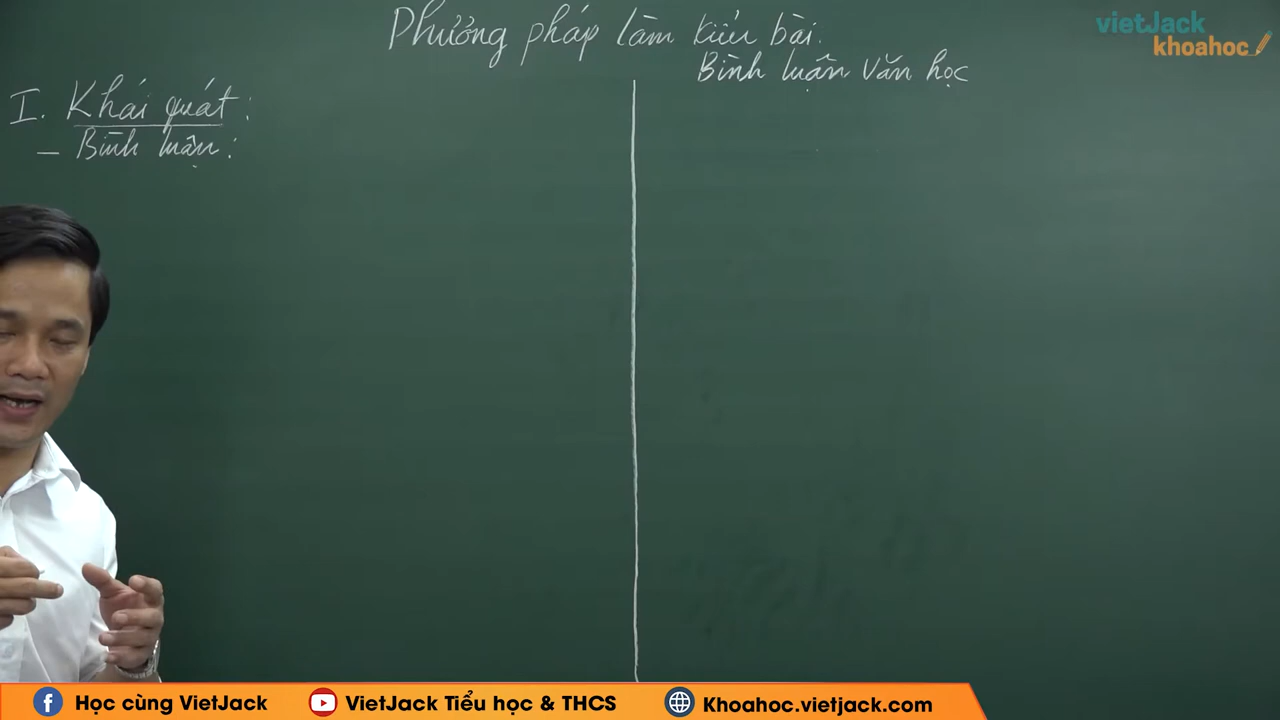 Phương pháp làm kiểu bài.
Bình luận Văn học
vietJack
khoahoc
I. Khái quát:
- Bình luận:
Học cùng VietJack
VietJack Tiểu học & THCS
Khoahoc.vietjack.com